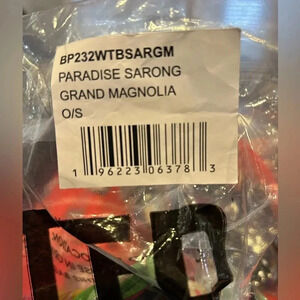 BP232WTBSARGM
PARADISE SARONG
GRAND MAGNOLIA
O/S
1 96223 06378 3